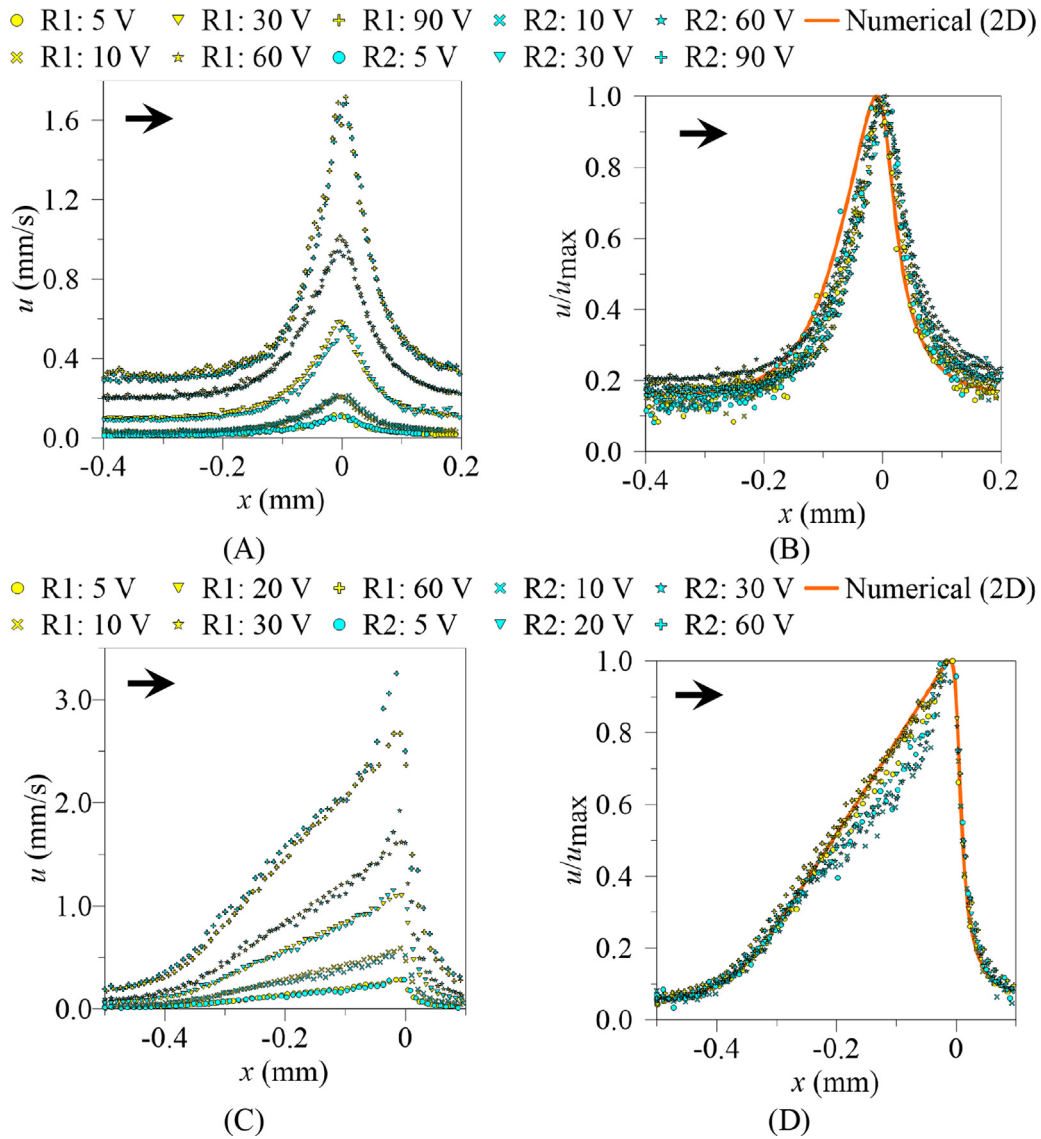 R1: 5 V R1: 30 V R1: 90 V R2: 10 V R2: 60 V Numerical (2D)
R1: 10 V R1: 60 V R2: 5 V R2: 30 V R2: 90 V
1.6
1.2
0.8
0.4
0.0
u (mm/s)
-0.4 -0.2 0 0.2
x (mm)
(A)
1.0
0.8
0.6
0.4
0.2
0.0
u/umax
-0.4 -0.2 0 0.2
x (mm)
(B)
R1: 5 V R1: 20 V R1: 60 V R2: 10 V R2: 30 V Numerical (2D)
R1: 10 V R1: 30 V R2: 5 V R2: 20 V R2: 60 V
3.0
2.0
1.0
0.0
u (mm/s)
-0.4 -0.2 0
x (mm)
(C)
1.0
0.8
0.6
0.4
0.2
0.0
u/umax
-0.4 -0.2 0
x (mm)
(D)